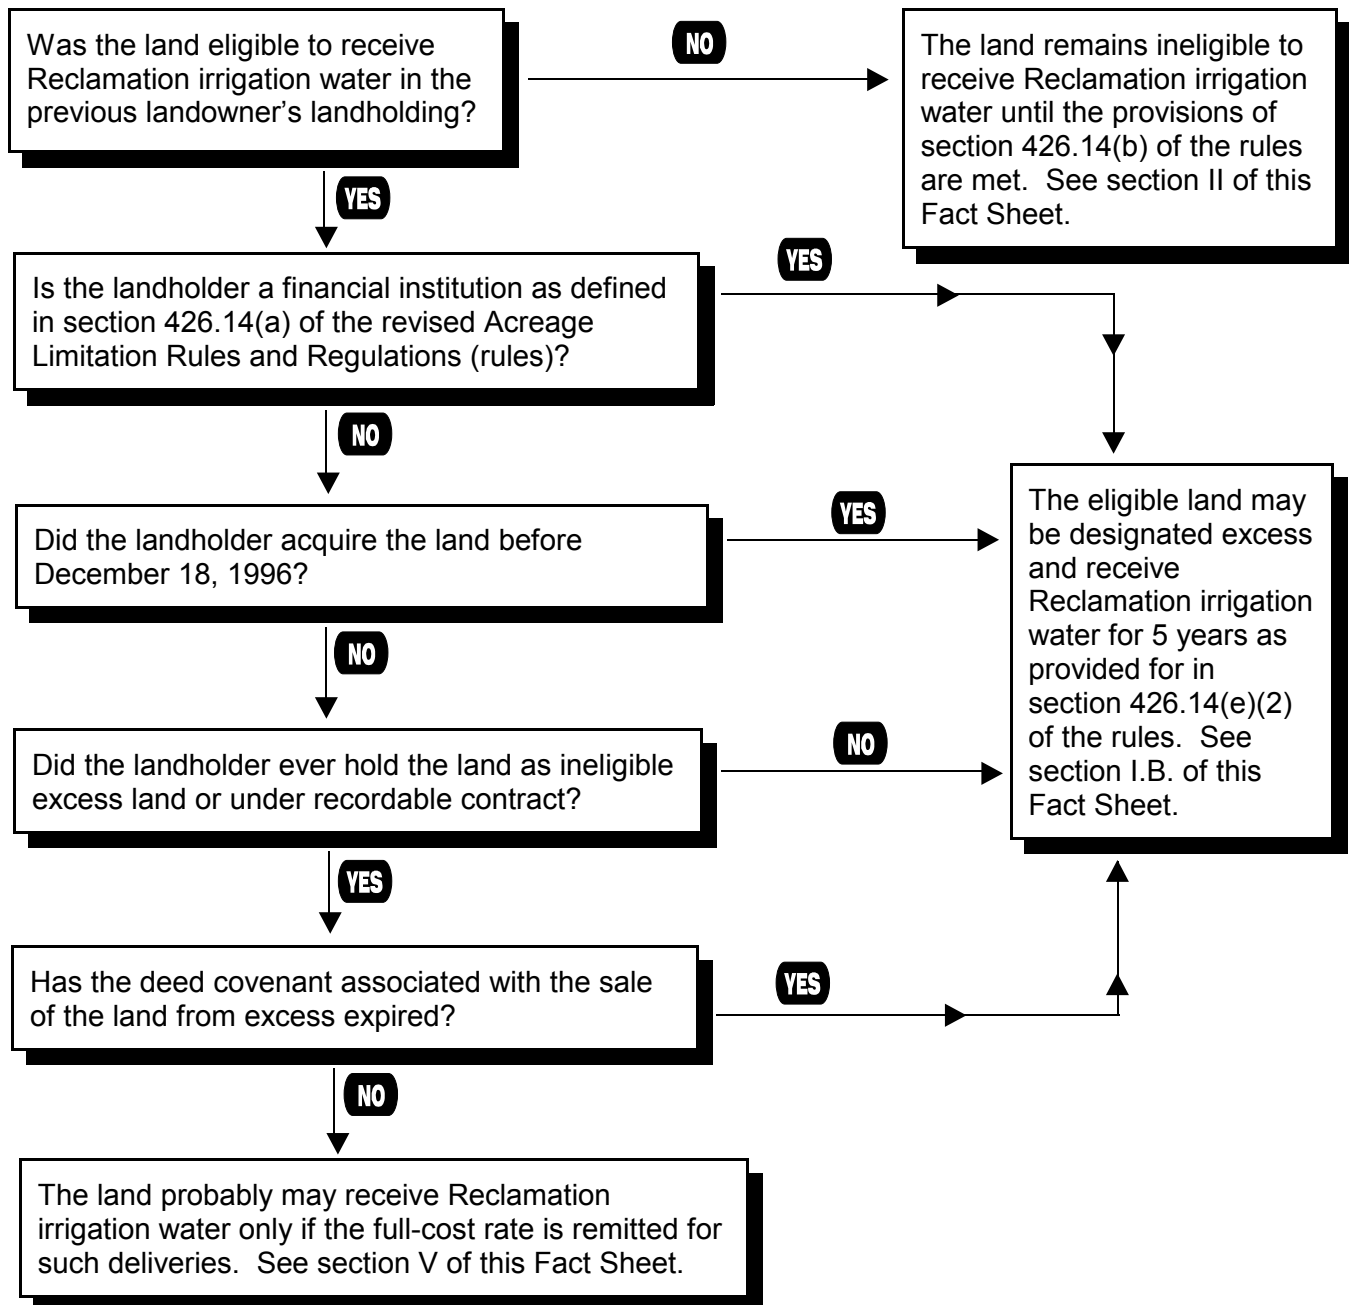 Was the land eligible to receive
Reclamation irrigation water in the
previous landowner's landholding?
NO
The land remains ineligible to
receive Reclamation irrigation
water until the provisions of
section 426.14(b) of the rules
are met.  See section II of this
Fact Sheet.
YES
Is the landholder a financial institution as defined
in section 426.14(a) of the revised Acreage
Limitation Rules and Regulations (rules)?
YES
NO
Did the landholder acquire the land before
December 18, 1996?
YES
The eligible land may
be designated excess
and receive
Reclamation irrigation
water for 5 years as
provided for in
section 426.14(e)(2)
of the rules.  See
section I.B. of this
Fact Sheet.
NO
Did the landholder ever hold the land as ineligible
excess land or under recordable contract?
NO
YES
Has the deed covenant associated with the sale
of the land from excess expired?
YES
NO
The land probably may receive Reclamation
irrigation water only if the full-cost rate is remitted for
such deliveries.  See section V of this Fact Sheet.